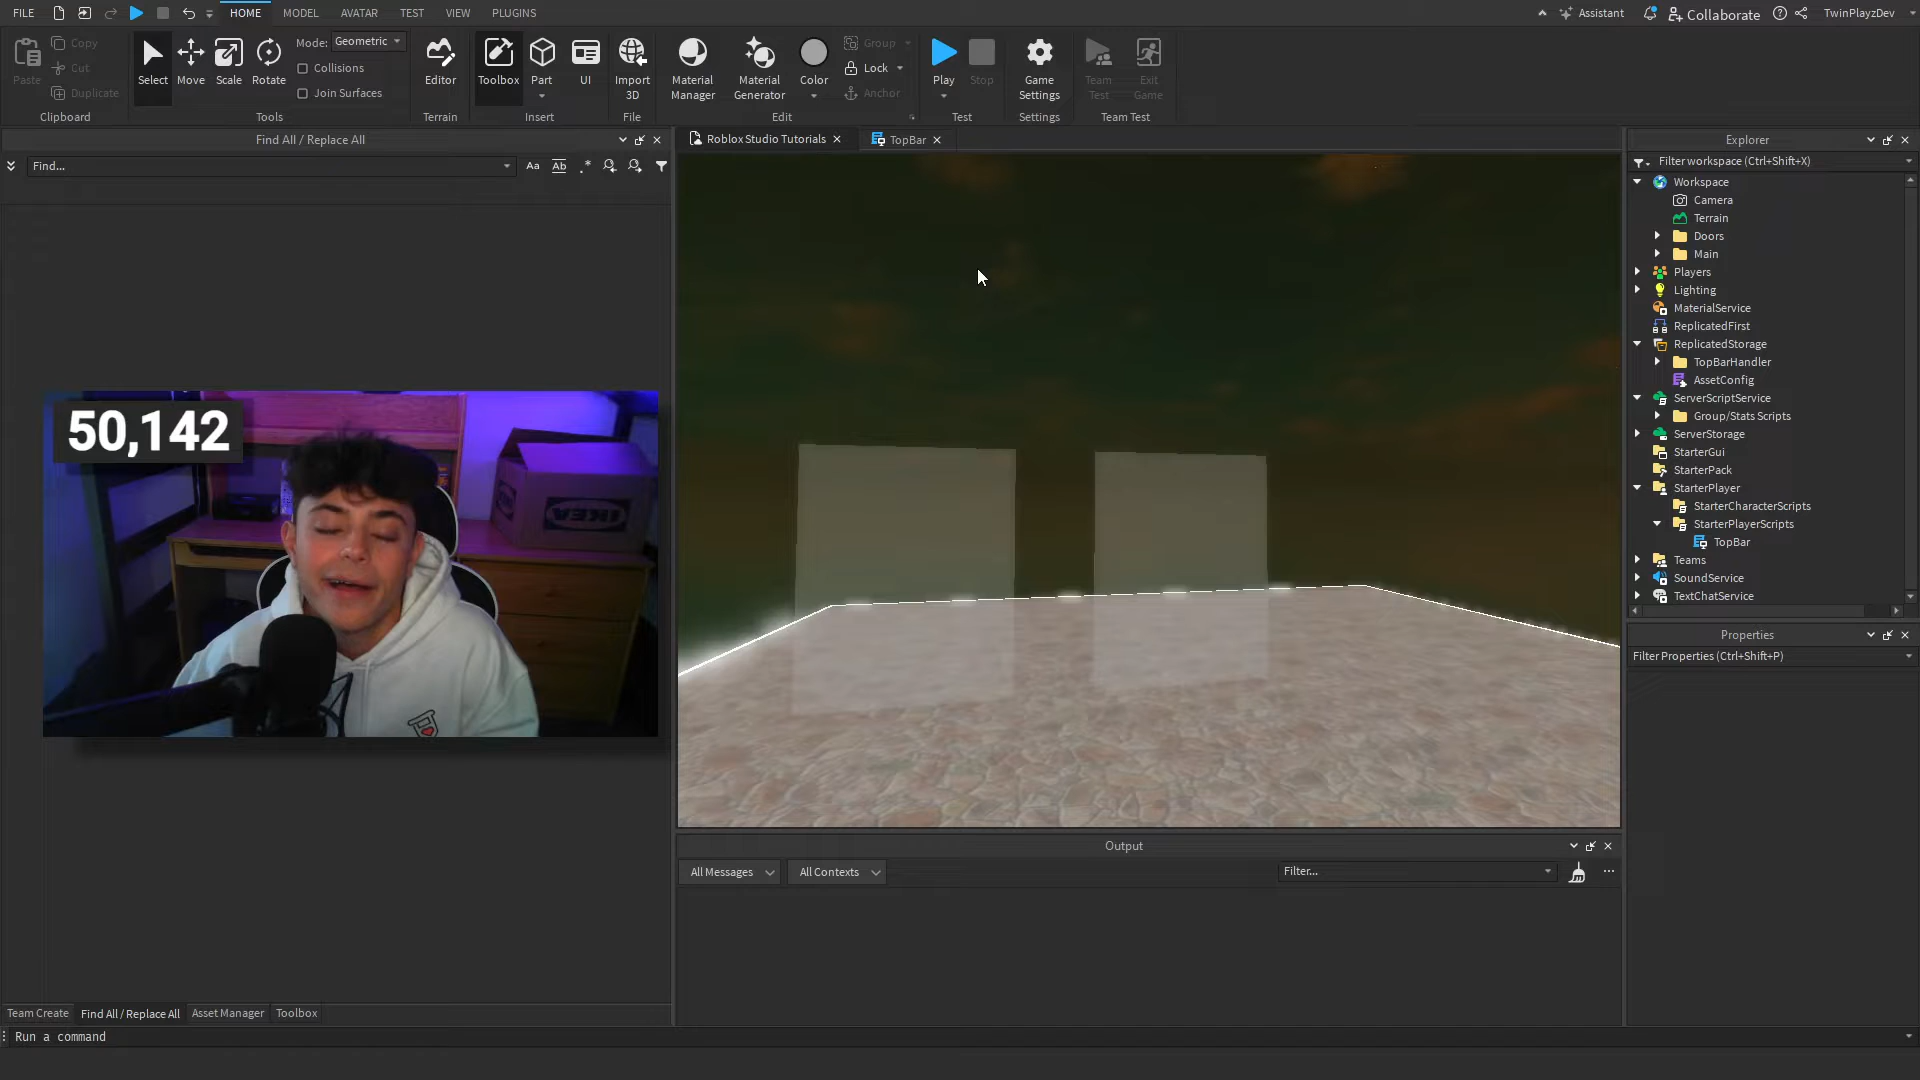 FILE HOME MODEL AVATAR TEST VIEW PLUGINS Assistant Collaborate TwinPlayzDev
Paste Copy Cut Duplicate
Clipboard
Select Move Scale Rotate
Mode: Geometric
Collisions
Join Surfaces
Tools
Editor
Terrain
Toolbox Part UI
Insert
Import
3D
File
Material
Manager
Material
Generator
Color
Group
Lock
Anchor
Edit
Play Stop
Test
Game
Settings
Settings
Team
Test
Exit
Game
Team Test
Find All / Replace All
Find...
Aa Ab .*
50,142
IKEA
Roblox Studio Tutorials TopBar
Output
All Messages All Contexts Filter...
Explorer
Filter workspace (Ctrl+Shift+X)
Workspace
Camera
Terrain
Doors
Main
Players
Lighting
MaterialService
ReplicatedFirst
ReplicatedStorage
TopBarHandler
AssetConfig
ServerScriptService
Group/Stats Scripts
ServerStorage
StarterGui
StarterPack
StarterPlayer
StarterCharacterScripts
StarterPlayerScripts
TopBar
Teams
SoundService
TextChatService
Properties
Filter Properties (Ctrl+Shift+P)
Team Create Find All / Replace All Asset Manager Toolbox
Run a command